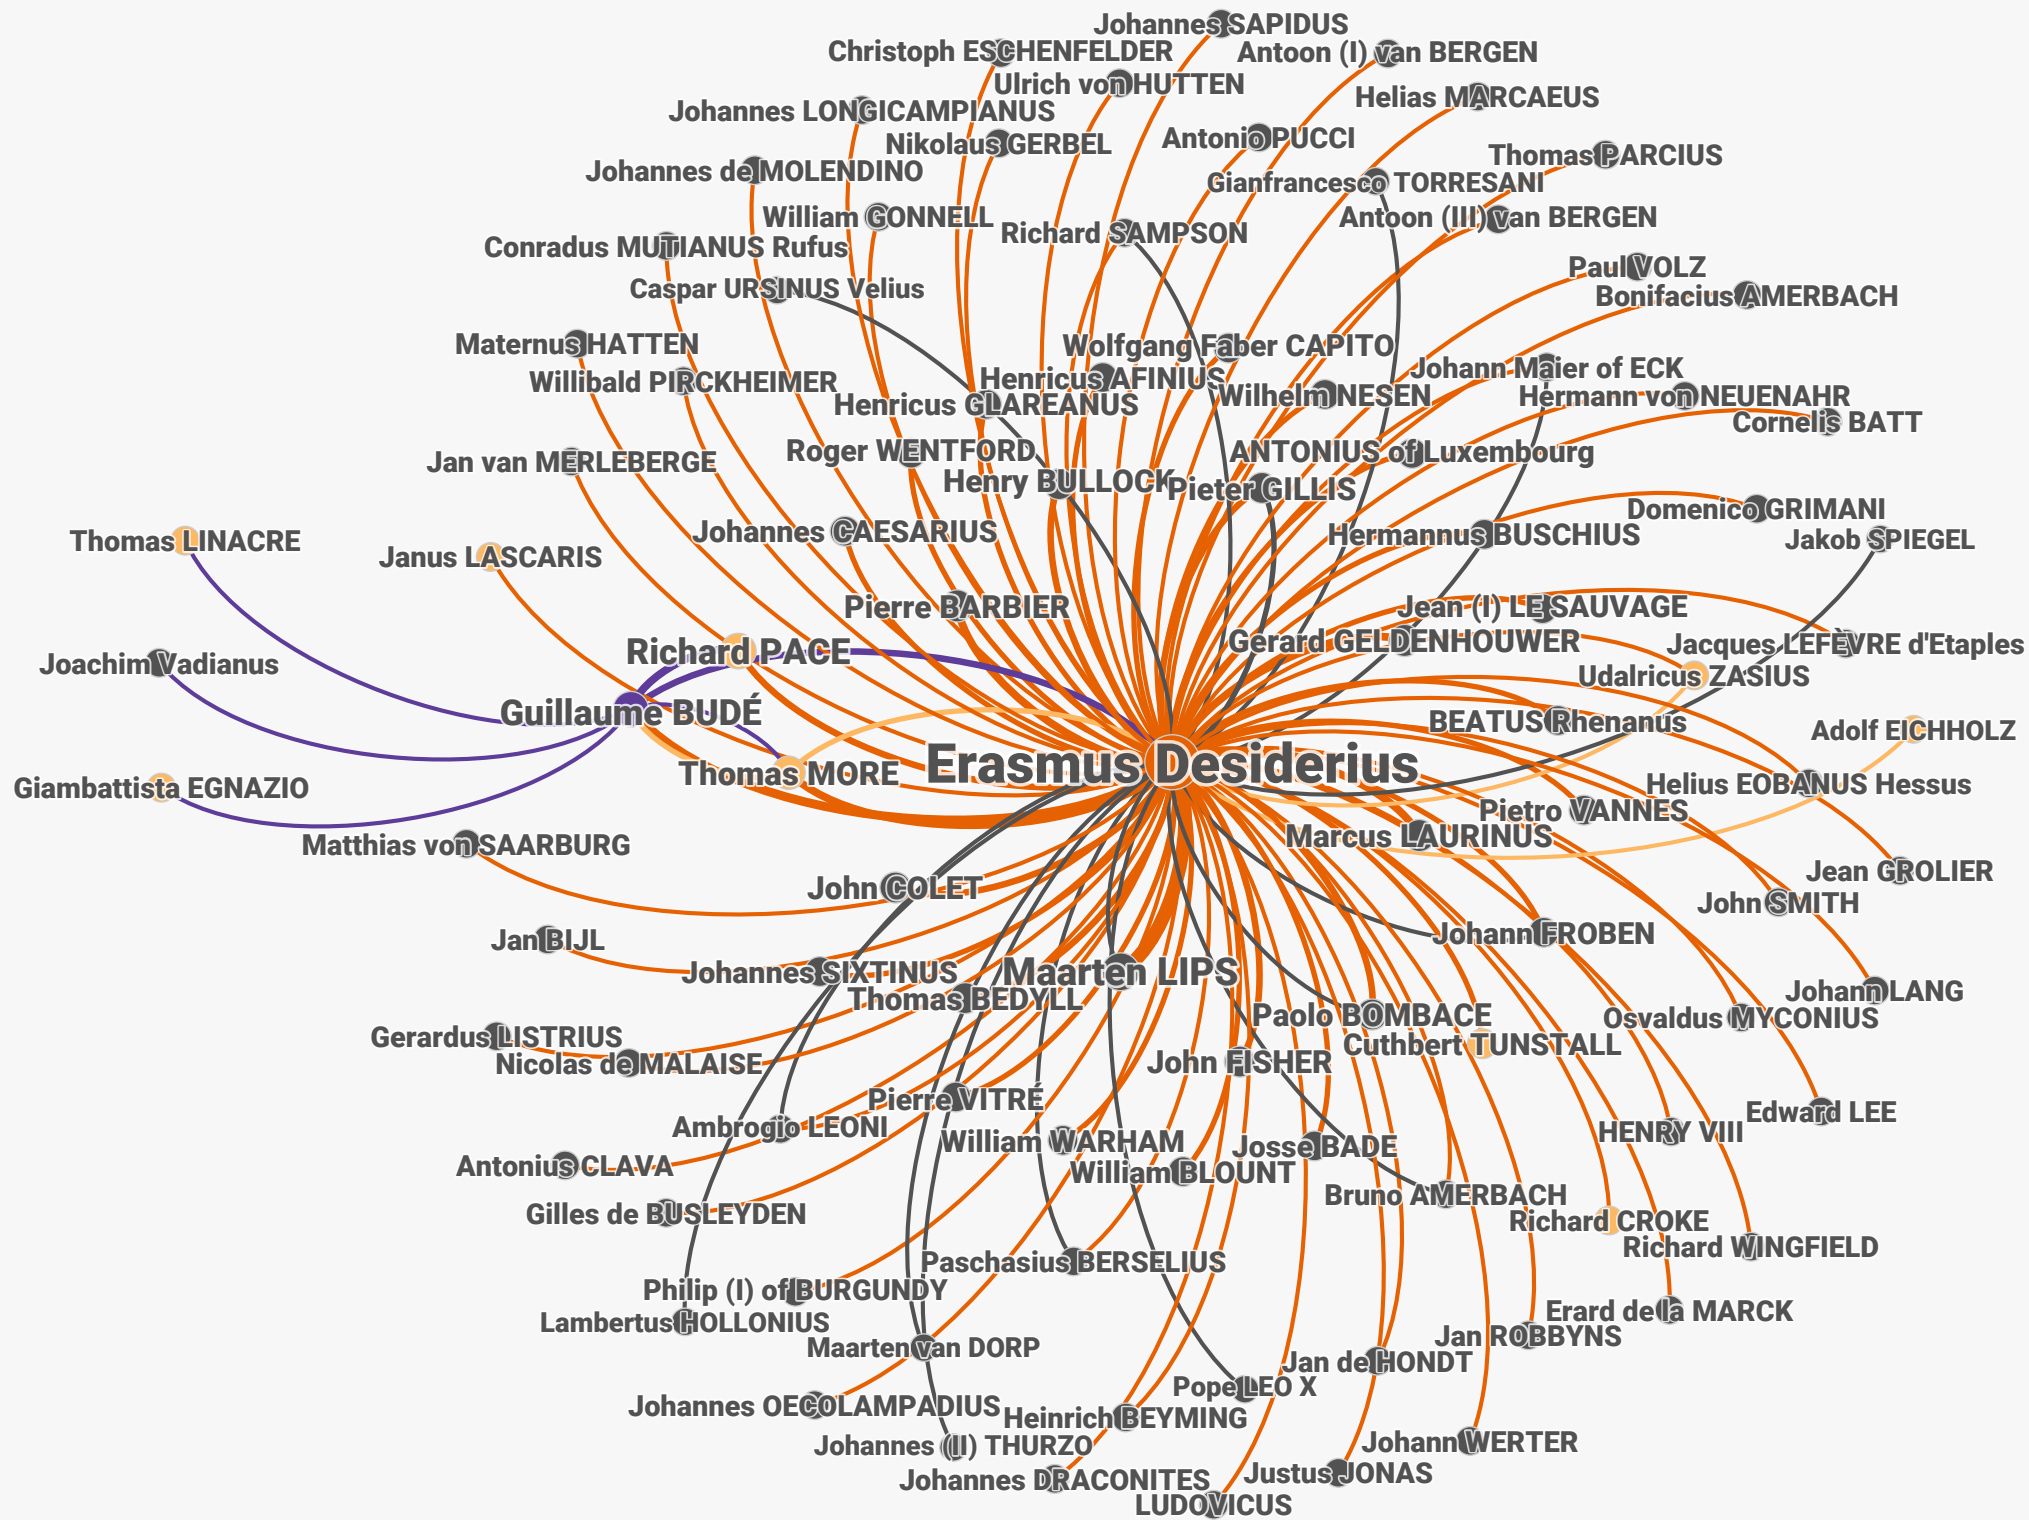 Johannes SAPIDUS
Christoph ESCHENFELDER
Antoon (I) van BERGEN
Ulrich von HUTTEN
Helias MARCAEUS
Johannes LONGICAMPIANUS
Antonio PUCCI
Nikolaus GERBEL
Thomas PARCIUS
Johannes de MOLENDINO
Gianfrancesco TORRESANI
William GONNELL
Antoon (III) van BERGEN
Richard SAMPSON
Conradus MUTIANUS Rufus
Paul VOLZ
Caspar URSINUS Velius
Bonifacius AMERBACH
Maternus HATTEN
Wolfgang Faber CAPITO
Johann Maier of ECK
Henricus AFINIUS
Willibald PIRCKHEIMER
Wilhelm NESEN
Hermann von NEUENAHR
Henricus GLAREANUS
Cornelis BATT
Roger WENTFORD
ANTONIUS of Luxembourg
Jan van MERLEBERGE
Henry BULLOCK
Pieter GILLIS
Domenico GRIMANI
Johannes CAESARIUS
Hermannus BUSCHIUS
Jakob SPIEGEL
Thomas LINACRE
Janus LASCARIS
Pierre BARBIER
Jean (I) LE SAUVAGE
Gerard GELDENHOUWER
Jacques LEFÈVRE d'Etaples
Richard PACE
Joachim Vadianus
Udalricus ZASIUS
Guillaume BUDÉ
BEATUS Rhenanus
Adolf EICHHOLZ
Erasmus Desiderius
Thomas MORE
Helius EOBANUS Hessus
Giambattista EGNAZIO
Pietro VANNES
Marcus LAURINUS
Matthias von SAARBURG
Jean GROLIER
John COLET
John SMITH
Johann FROBEN
Jan BIJL
Johannes SIXTINUS
Maarten LIPS
Johann LANG
Thomas BEDYLL
Paolo BOMBACE
Osvaldus MYCONIUS
Gerardus LISTRIUS
Cuthbert TUNSTALL
Nicolas de MALAISE
John FISHER
Pierre VITRÉ
Edward LEE
Ambrogio LEONI
HENRY VIII
William WARHAM
Josse BADE
Antonius CLAVA
William BLOUNT
Bruno AMERBACH
Gilles de BUSLEYDEN
Richard CROKE
Richard WINGFIELD
Paschasius BERSELIUS
Philip (I) of BURGUNDY
Erard de la MARCK
Lambertus HOLLONIUS
Jan ROBBYNS
Maarten van DORP
Jan de HONDT
Pope LEO X
Johannes OECOLAMPADIUS
Heinrich BEYMING
Johann WERTER
Johannes (II) THURZO
Justus JONAS
Johannes DRACONITES
LUDOVICUS